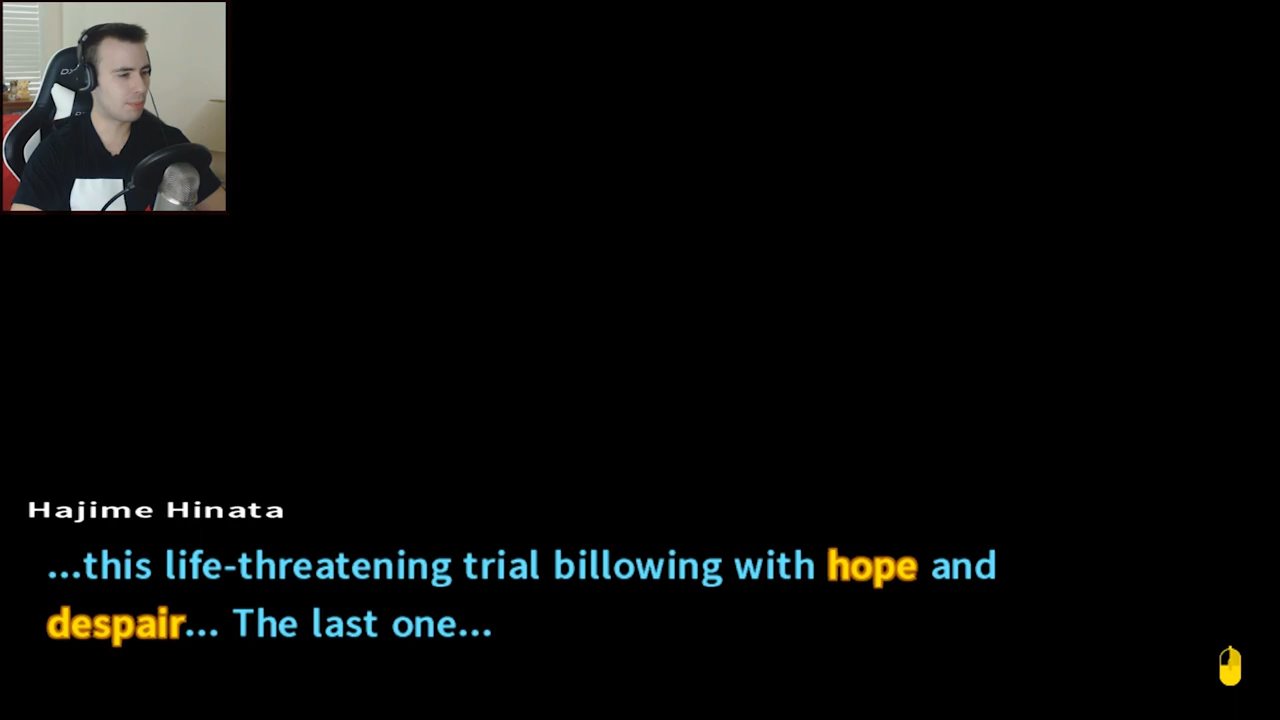 Hajime Hinata
...this life-threatening trial billowing with hope and
despair... The last one...